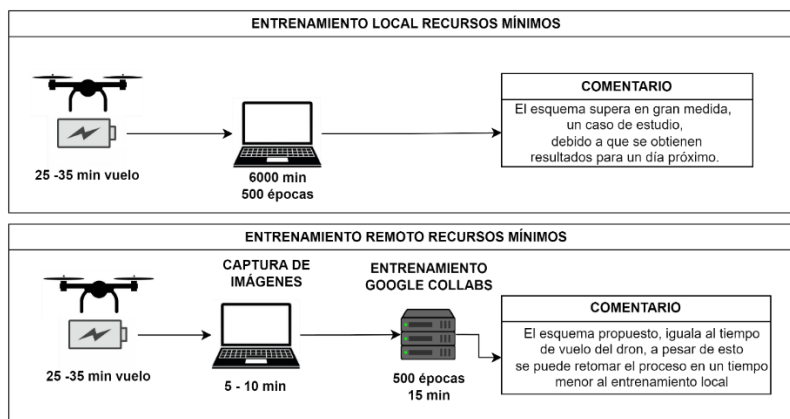 ENTRENAMIENTO LOCAL RECURSOS MÍNIMOS
25 -35 min vuelo
6000 min
500 épocas
COMENTARIO
El esquema supera en gran medida,
un caso de estudio,
debido a que se obtienen
resultados para un día próximo.
ENTRENAMIENTO REMOTO RECURSOS MÍNIMOS
25 -35 min vuelo
CAPTURA DE
IMÁGENES
5 - 10 min
ENTRENAMIENTO
GOOGLE COLLABS
500 épocas
15 min
COMENTARIO
El esquema propuesto, iguala al tiempo
de vuelo del dron, a pesar de esto
se puede retomar el proceso en un tiempo
menor al entrenamiento local